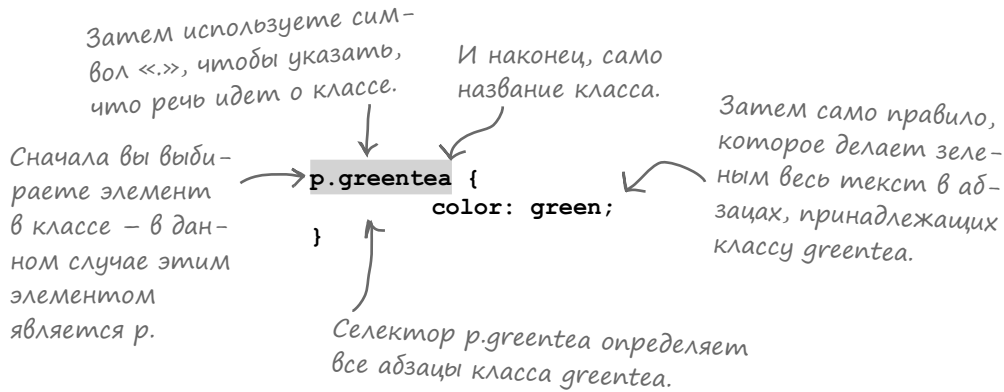 Затем используете сим-
вол «.», чтобы указать,
что речь идет о классе.
И наконец, само
название класса.
Затем само правило,
которое делает зеле-
ным весь текст в аб-
зацах, принадлежащих
классу greentea.
Сначала вы выби-
раете элемент
в классе – в дан-
ном случае этим
элементом
является p.
p.greentea {
color: green;
}
Селектор p.greentea определяет
все абзацы класса greentea.